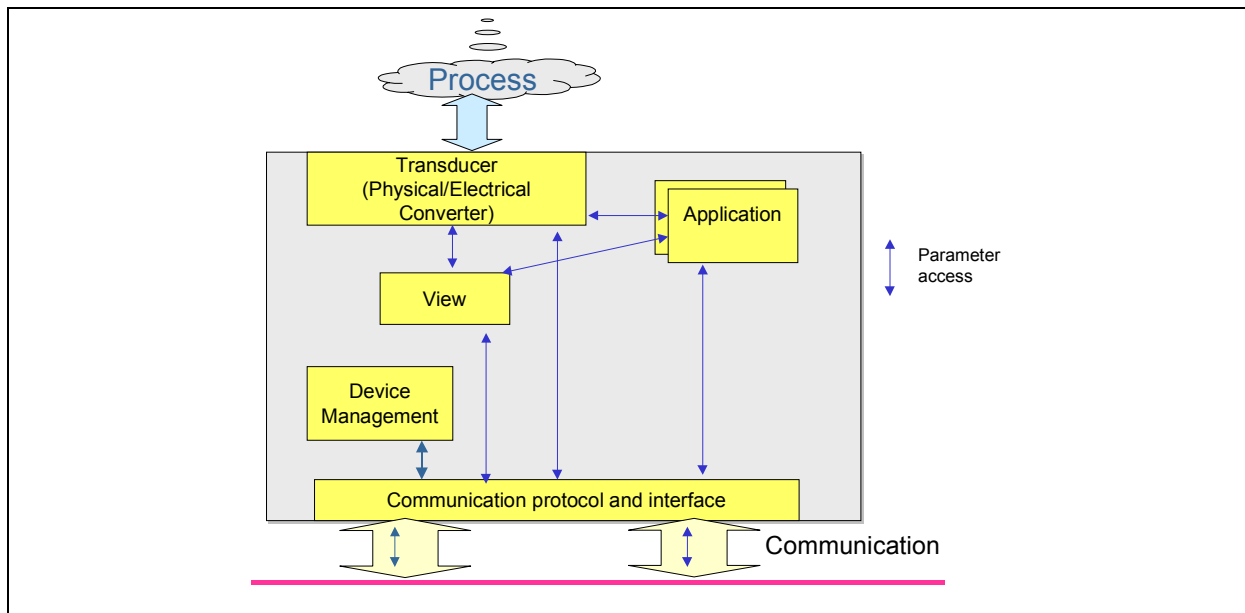 Process
Transducer
(Physical/Electrical
Converter)
Application
Parameter
access
View
Device
Management
Communication protocol and interface
Communication